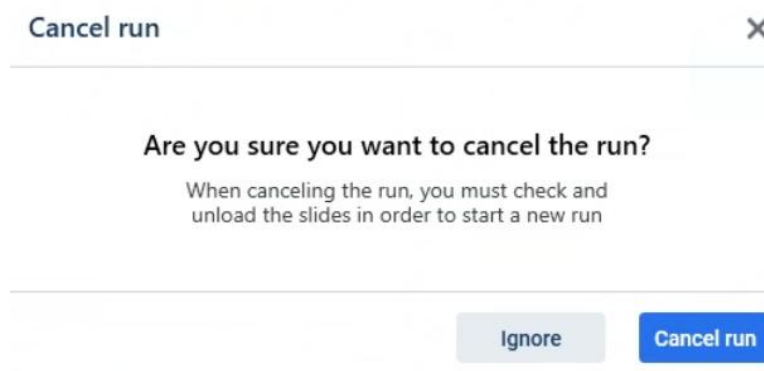 Cancel run
Are you sure you want to cancel the run?
When canceling the run, you must check and
unload the slides in order to start a new run
Ignore
Cancel run